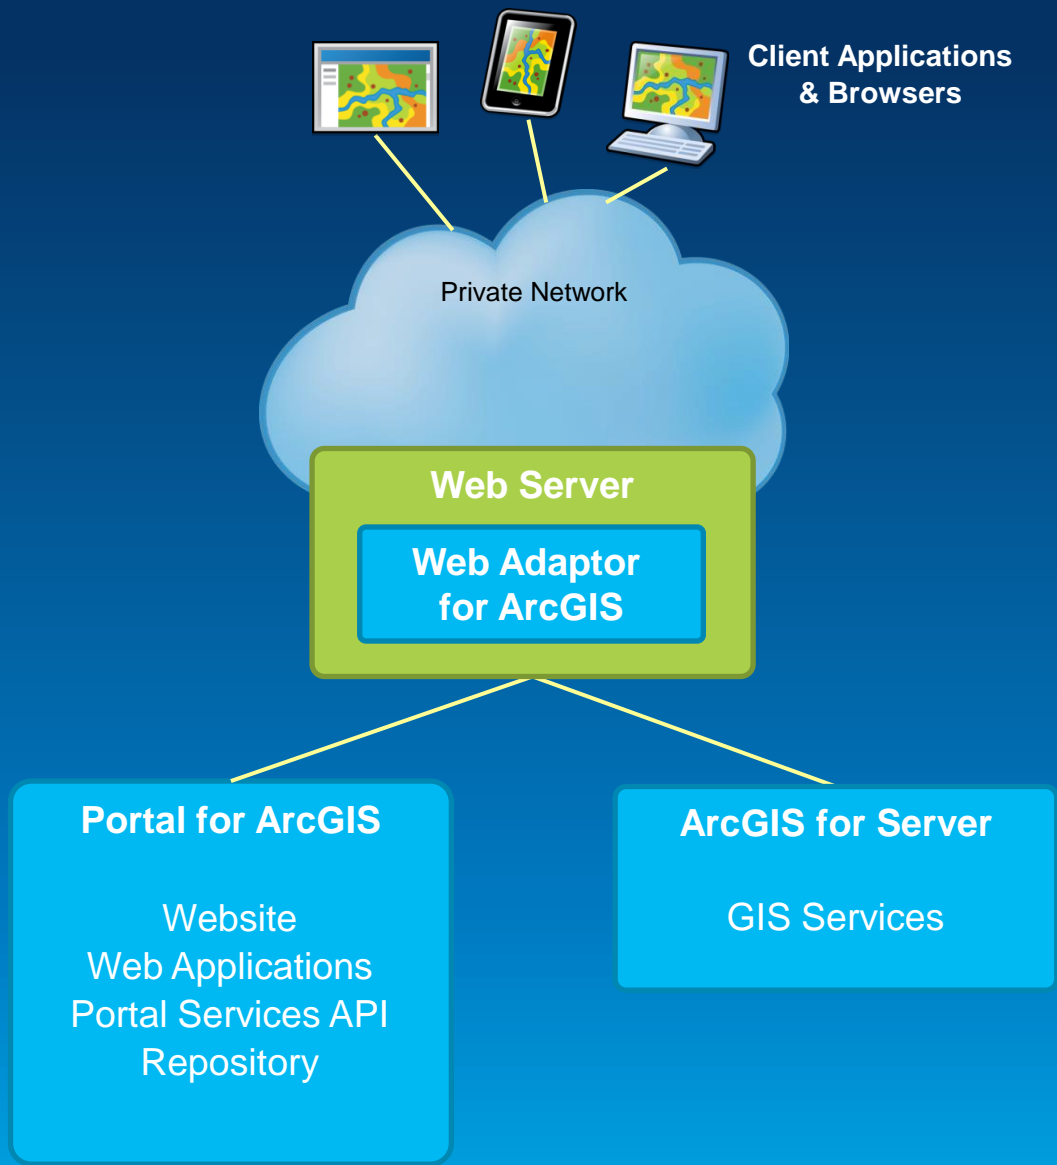 Client Applications
& Browsers
Private Network
Web Server
Web Adaptor
for ArcGIS
Portal for ArcGIS
Website
Web Applications
Portal Services API
Repository
ArcGIS for Server
GIS Services